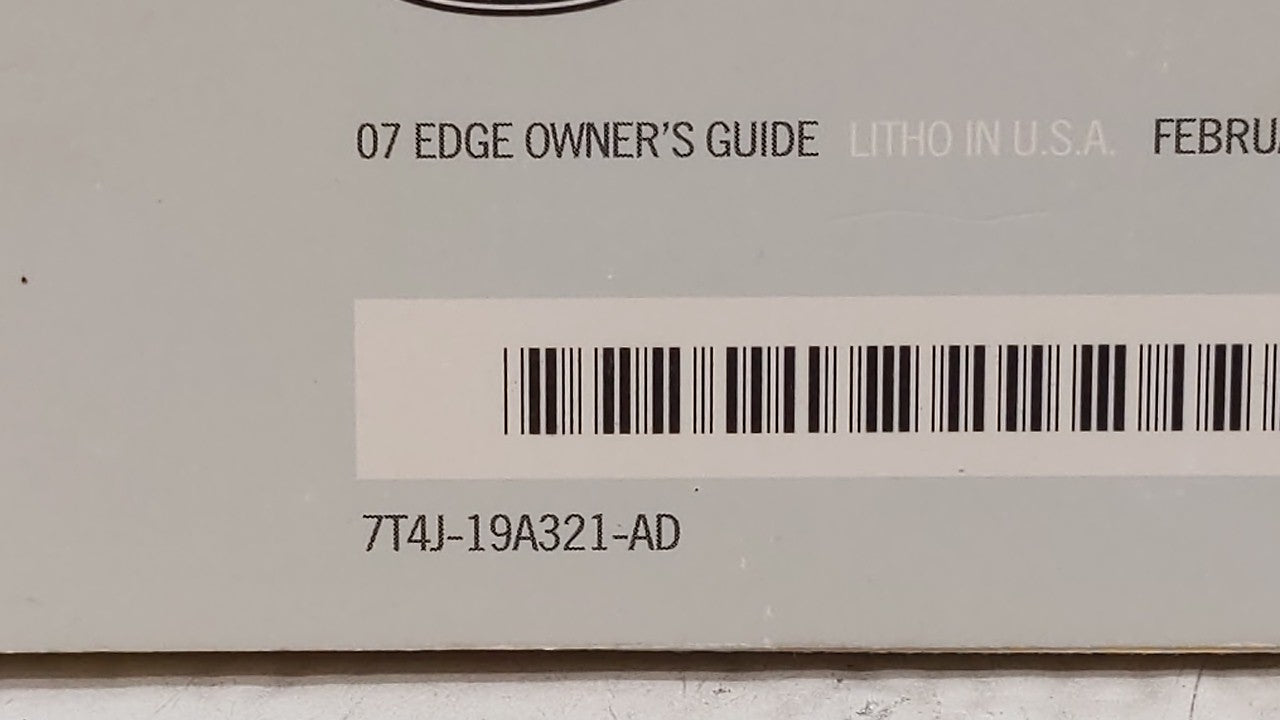 07 EDGE OWNER'S GUIDE LITHO IN U.S.A.
7T4J-19A321-AD